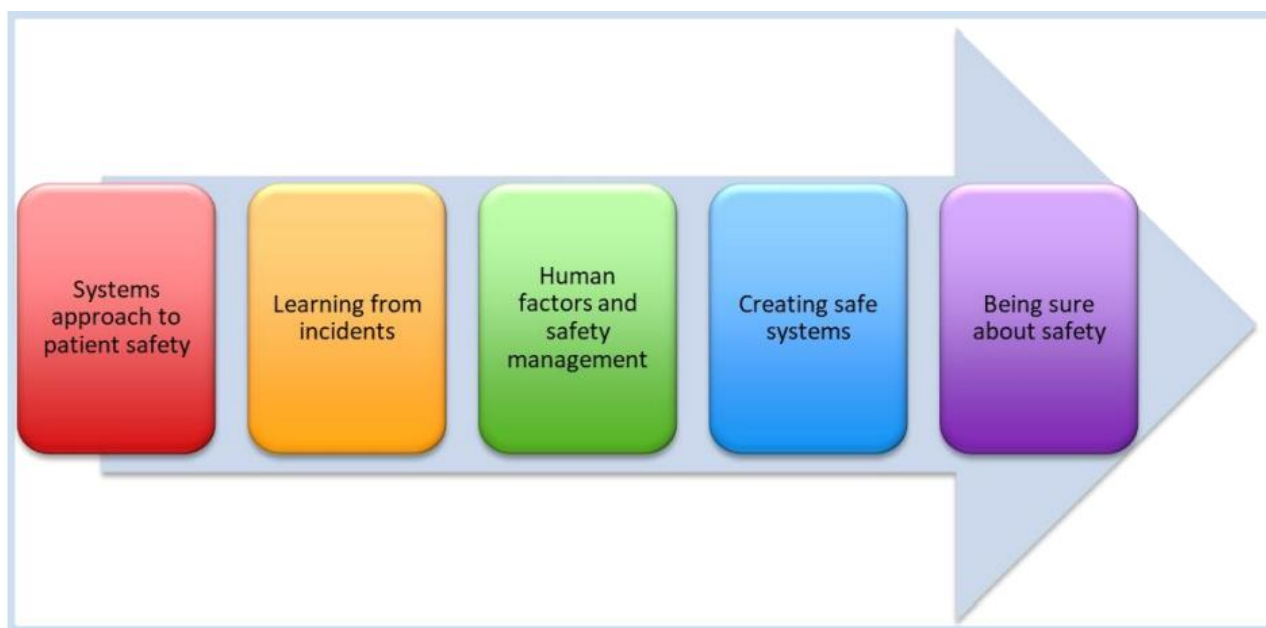 Systems
approach to
patient safety
Learning from
incidents
Human
factors and
safety
management
Creating safe
systems
Being sure
about safety